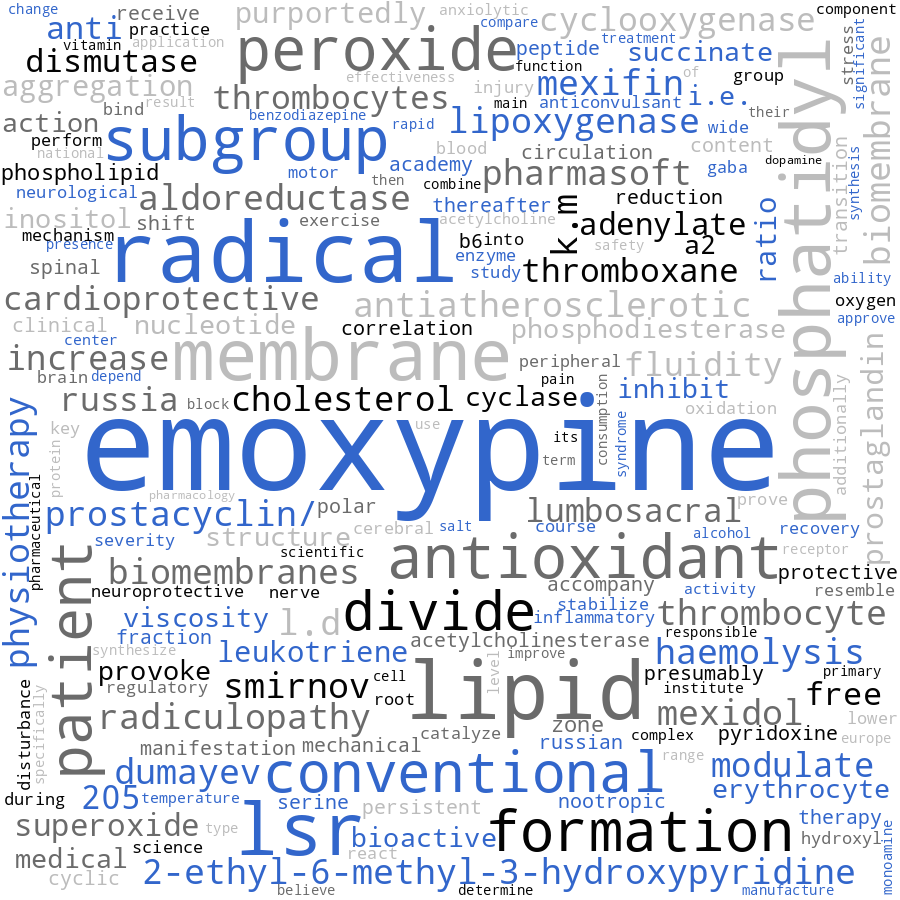 change
receive
purportedly
anxiolytic
compare
cyclooxygenase
component
anti
practice
vitamin
application
peroxide
peptide
treatment
succinate
stress
significant
dismutase
function
effectiveness
aggregation
thrombocytes
injury
mexifin
of
group
i.e.
bind
result
main
anticonvulsant
their
action
benzodiazepine
rapid
lipoxygenase
wide
phosphatidyl
biomembrane
perform
subgroup
national
blood
circulation
content
transition
synthesis
phospholipid
motor
academy
pharmasoft
gaba
dopamine
neurological
then
combine
aldoreductase
thereafter
k.m
reduction
ratio
inositol
shift
exercise
acetylcholine
adenylate
mechanism
presence
radical
b6
into
safety
a2
enzyme
spinal
study
thromboxane
ability
cardioprotective
antiatherosclerotic
oxygen
approve
clinical
nucleotide
correlation
phosphodiesterase
center
membrane
increase
peripheral
fluidity
prostaglandin
brain
depend
pain
russia
block
cholesterol
cyclase
consumption
inhibit
additionally
emoxypine
oxidation
syndrome
key
use
its
protein
term
physiotherapy
pharmaceutical
pharmacology
prostacyclin/
polar
lumbosacral
prove
severity
structure
cerebral
salt
course
alcohol
recovery
scientific
antioxidant
receptor
patient
biomembranes
protective
neuroprotective
nerve
accompany
activity
resemble
viscosity
l.d
divide
stabilize
inflammatory
thrombocyte
fraction
acetylcholinesterase
responsible
synthesize
leukotriene
level
improve
haemolysis
provoke
cell
lipid
presumably
primary
regulatory
smirnov
root
institute
free
disturbance
specifically
radiculopathy
zone
mexidol
lower
catalyze
complex
pyridoxine
manifestation
mechanical
russian
europe
range
dumayev
conventional
modulate
205
temperature
erythrocyte
during
lsr
serine
persistent
nootropic
superoxide
type
bioactive
formation
therapy
science
hydroxyl
medical
react
monoamine
cyclic
2-ethyl-6-methyl-3-hydroxypyridine
believe
determine
manufacture